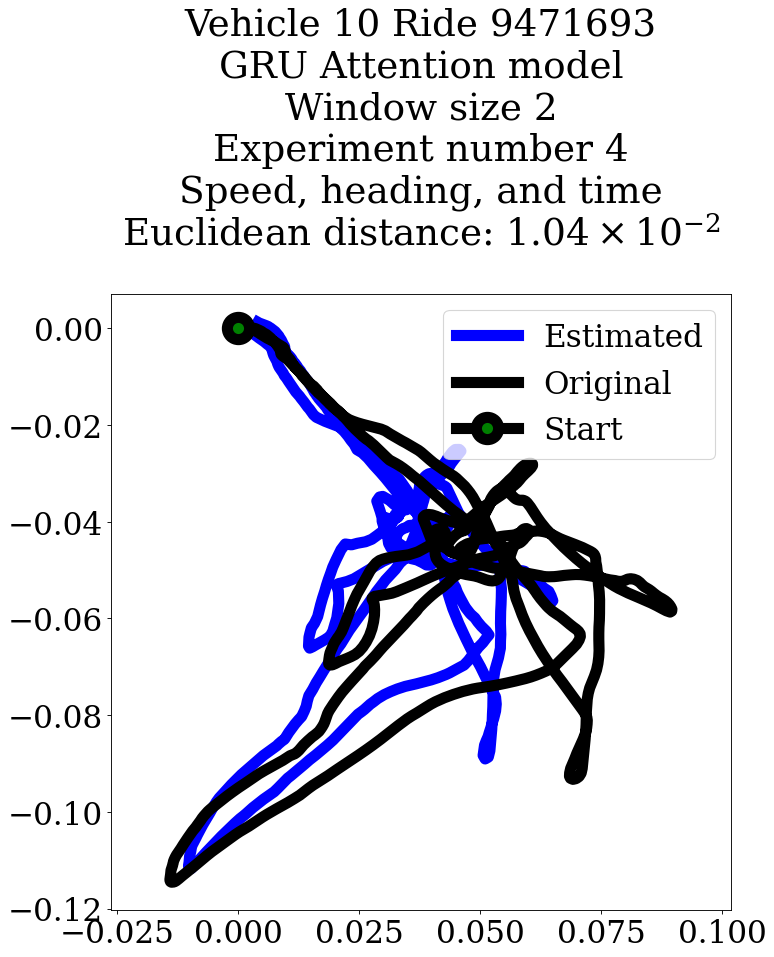 Vehicle 10 Ride 9471693
GRU Attention model
Window size 2
Experiment number 4
Speed, heading, and time
Euclidean distance: 1.04 × 10⁻²
Estimated
Original
Start
0.00
−0.02
−0.04
−0.06
−0.08
−0.10
−0.12
−0.025 0.000 0.025 0.050 0.075 0.100